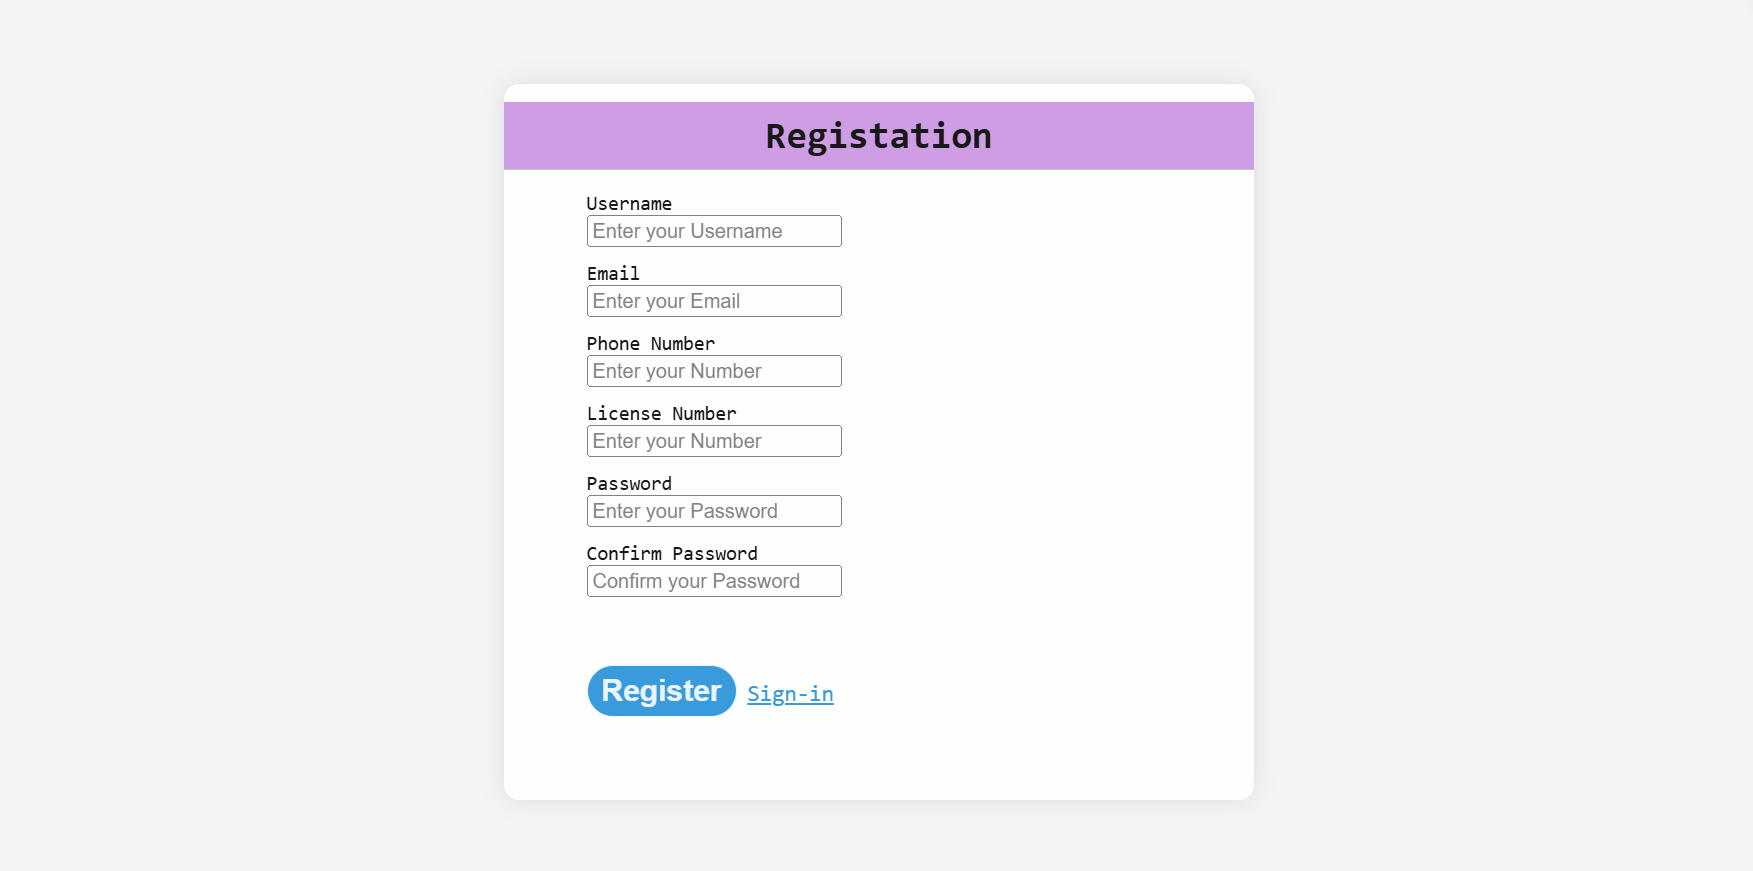 Registation
Username
Enter your Username
Email
Enter your Email
Phone Number
Enter your Number
License Number
Enter your Number
Password
Enter your Password
Confirm Password
Confirm your Password
Register Sign-in